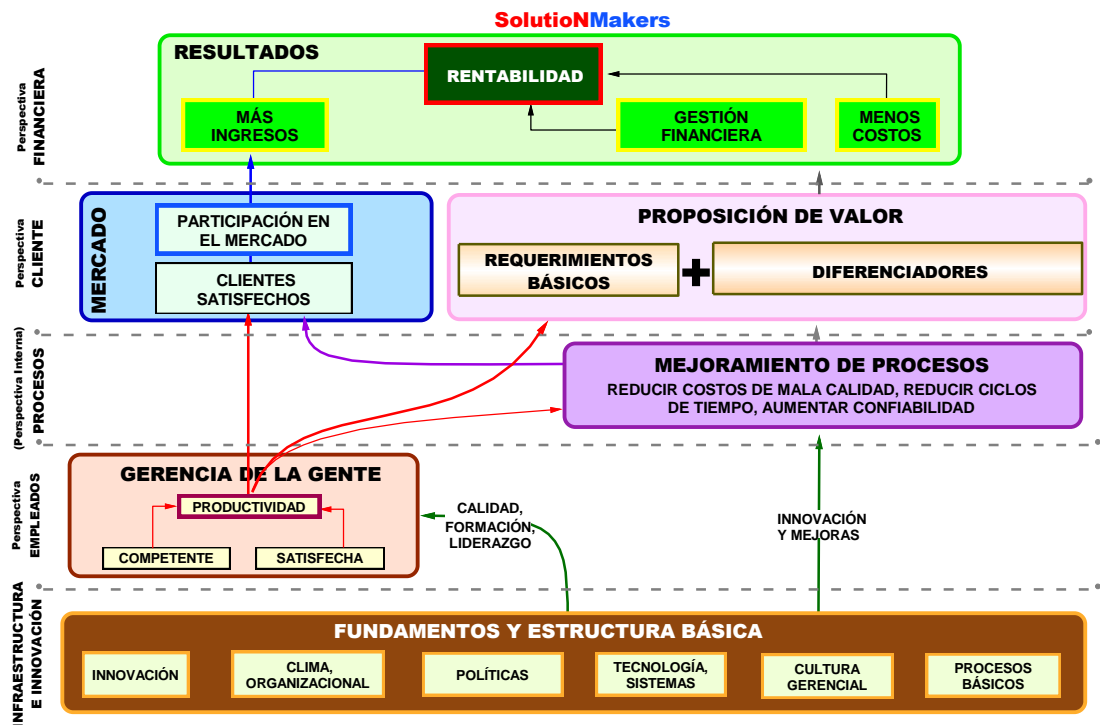 SolutioNMakers
Perspectiva
FINANCIERA
RESULTADOS
RENTABILIDAD
MÁS
INGRESOS
GESTIÓN
FINANCIERA
MENOS
COSTOS
Perspectiva
CLIENTE
MERCADO
PARTICIPACIÓN EN
EL MERCADO
CLIENTES
SATISFECHOS
PROPOSICIÓN DE VALOR
REQUERIMIENTOS
BÁSICOS
+
DIFERENCIADORES
(Perspectiva Interna)
PROCESOS
MEJORAMIENTO DE PROCESOS
REDUCIR COSTOS DE MALA CALIDAD, REDUCIR CICLOS
DE TIEMPO, AUMENTAR CONFIABILIDAD
Perspectiva
EMPLEADOS
GERENCIA DE LA GENTE
PRODUCTIVIDAD
COMPETENTE
SATISFECHA
CALIDAD,
FORMACIÓN,
LIDERAZGO
INNOVACIÓN
Y MEJORAS
INFRAESTRUCTURA
E INNOVACIÓN
FUNDAMENTOS Y ESTRUCTURA BÁSICA
INNOVACIÓN
CLIMA,
ORGANIZACIONAL
POLÍTICAS
TECNOLOGÍA,
SISTEMAS
CULTURA
GERENCIAL
PROCESOS
BÁSICOS